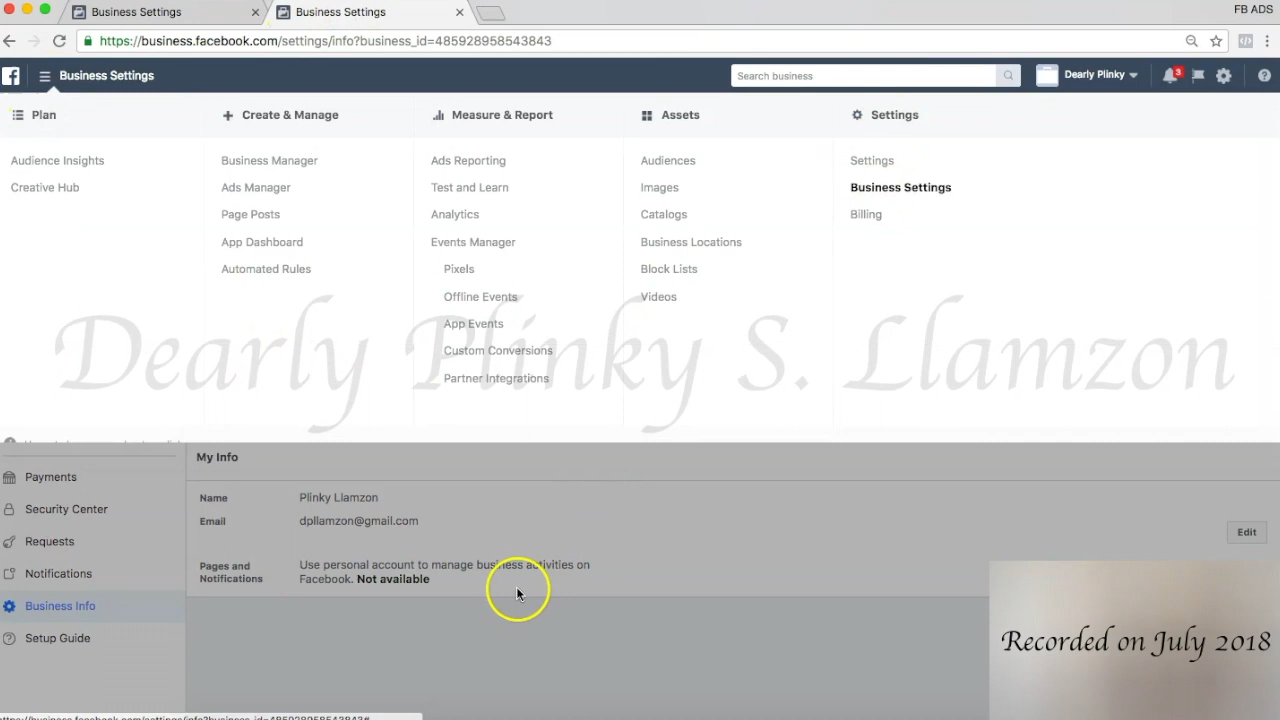 Business Settings
Business Settings
FB ADS
https://business.facebook.com/settings/info?business_id=485928958543843
Business Settings
Search business
Dearly Plinky
3
Plan
Create & Manage
Measure & Report
Assets
Settings
Audience Insights
Creative Hub
Business Manager
Ads Manager
Page Posts
App Dashboard
Automated Rules
Ads Reporting
Test and Learn
Analytics
Events Manager
Pixels
Offline Events
App Events
Custom Conversions
Partner Integrations
Audiences
Images
Catalogs
Business Locations
Block Lists
Videos
Settings
Business Settings
Billing
Dearly Plinky S. Llamzon
Payments
Security Center
Requests
Notifications
Business Info
Setup Guide
My Info
Name
Plinky Llamzon
Email
dpllamzon@gmail.com
Edit
Pages and
Notifications
Use personal account to manage business activities on
Facebook. Not available
Recorded on July 2018